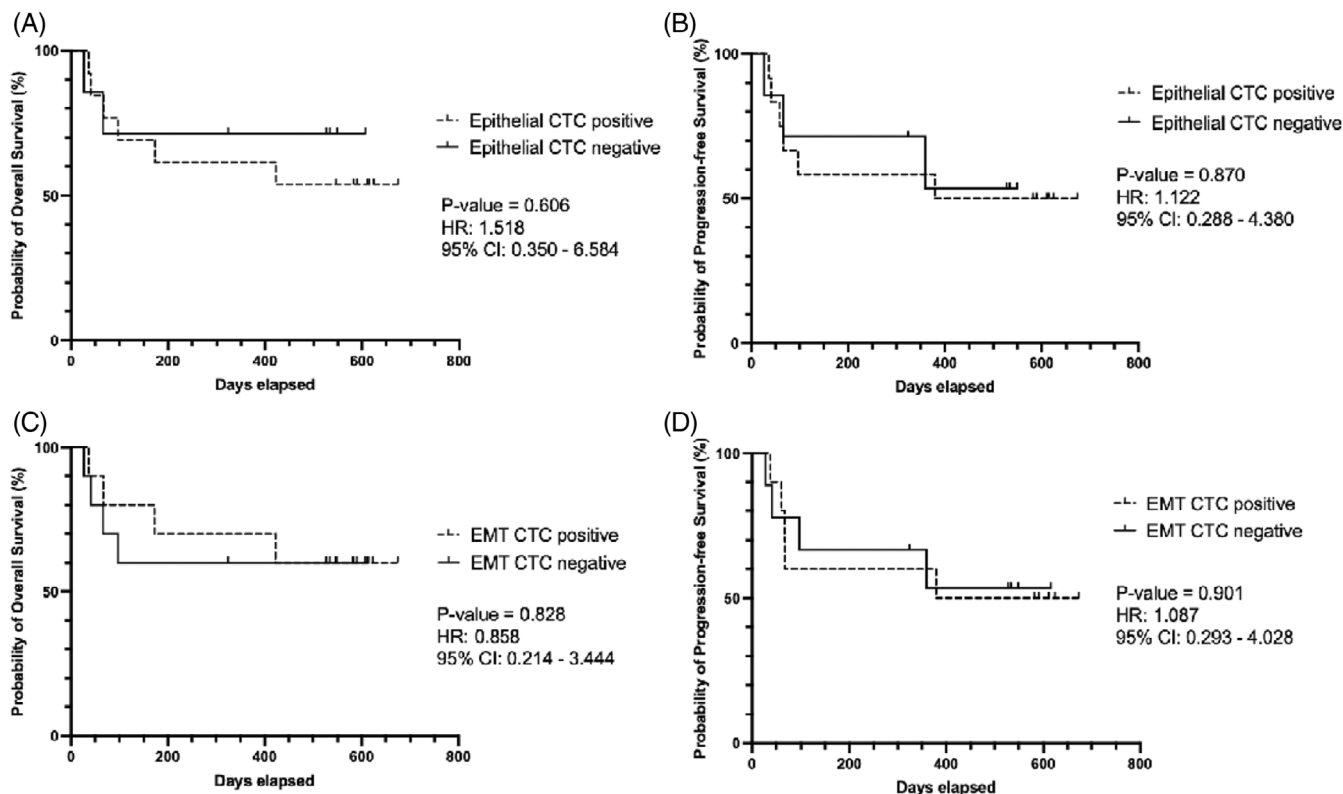 (A)
Probability of Overall Survival (%)
100
50
0
0 200 400 600 800
Days elapsed
Epithelial CTC positive
Epithelial CTC negative
P-value = 0.606
HR: 1.518
95% CI: 0.350 - 6.584
(B)
Probability of Progression-free Survival (%)
100
50
0
0 200 400 600 800
Days elapsed
Epithelial CTC positive
Epithelial CTC negative
P-value = 0.870
HR: 1.122
95% CI: 0.288 - 4.380
(C)
Probability of Overall Survival (%)
100
50
0
0 200 400 600 800
Days elapsed
EMT CTC positive
EMT CTC negative
P-value = 0.828
HR: 0.858
95% CI: 0.214 - 3.444
(D)
Probability of Progression-free Survival (%)
100
50
0
0 200 400 600 800
Days elapsed
EMT CTC positive
EMT CTC negative
P-value = 0.901
HR: 1.087
95% CI: 0.293 - 4.028